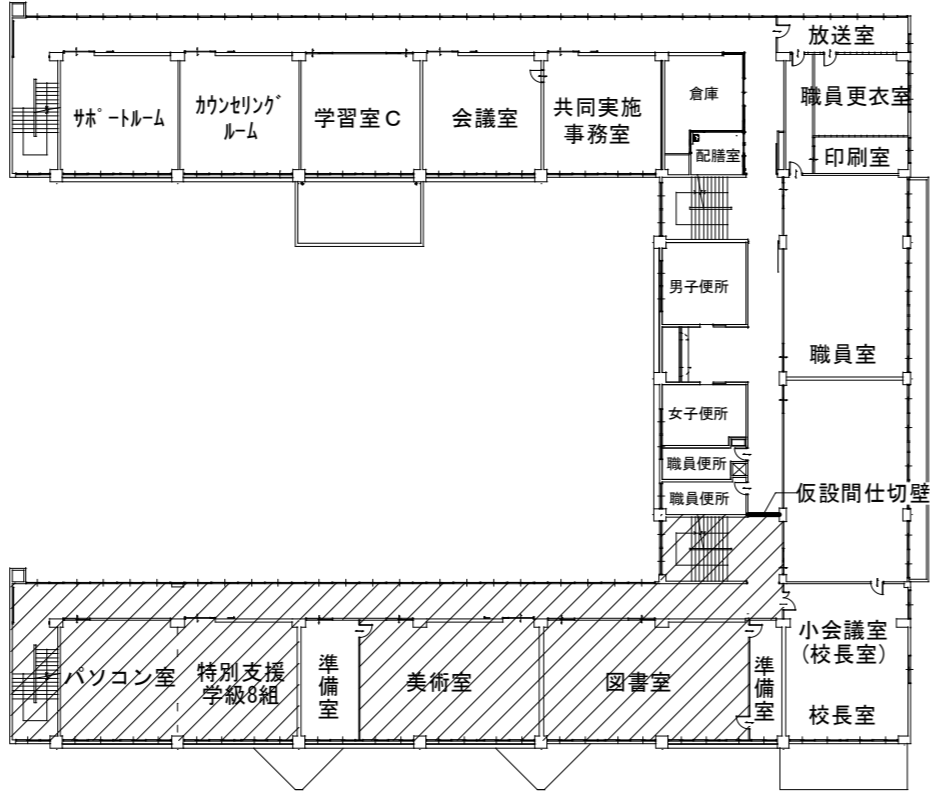 放送室
サポートルーム
カウンセリング
ルーム
学習室C
会議室
共同実施
事務室
倉庫
配膳室
職員更衣室
印刷室
男子便所
職員室
女子便所
職員便所
職員便所
仮設間仕切壁
パソコン室
特別支援
学級8組
準
備
室
美術室
図書室
準
備
室
小会議室
(校長室)
校長室